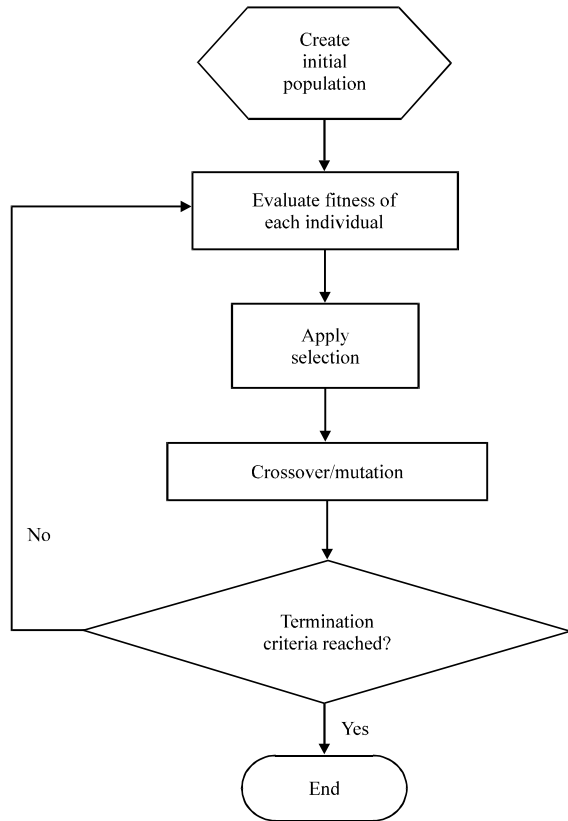 Create
initial
population
Evaluate fitness of
each individual
Apply
selection
Crossover/mutation
No
Termination
criteria reached?
Yes
End